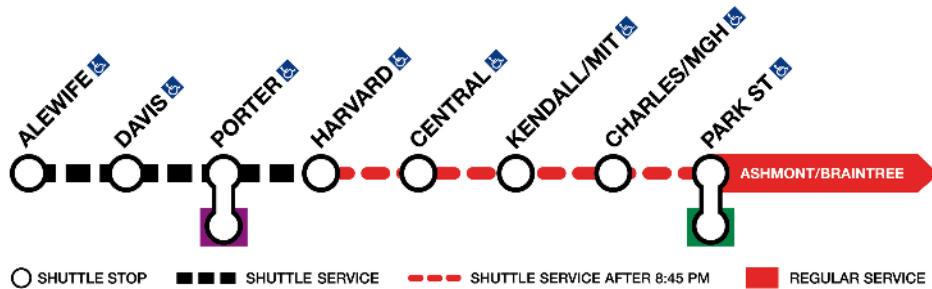 ALEWIFE
DAVIS
PORTER
HARVARD
CENTRAL
KENDALL/MIT
CHARLES/MGH
PARK ST
ASHMONT/BRAINTREE
SHUTTLE STOP
SHUTTLE SERVICE
SHUTTLE SERVICE AFTER 8:45 PM
REGULAR SERVICE